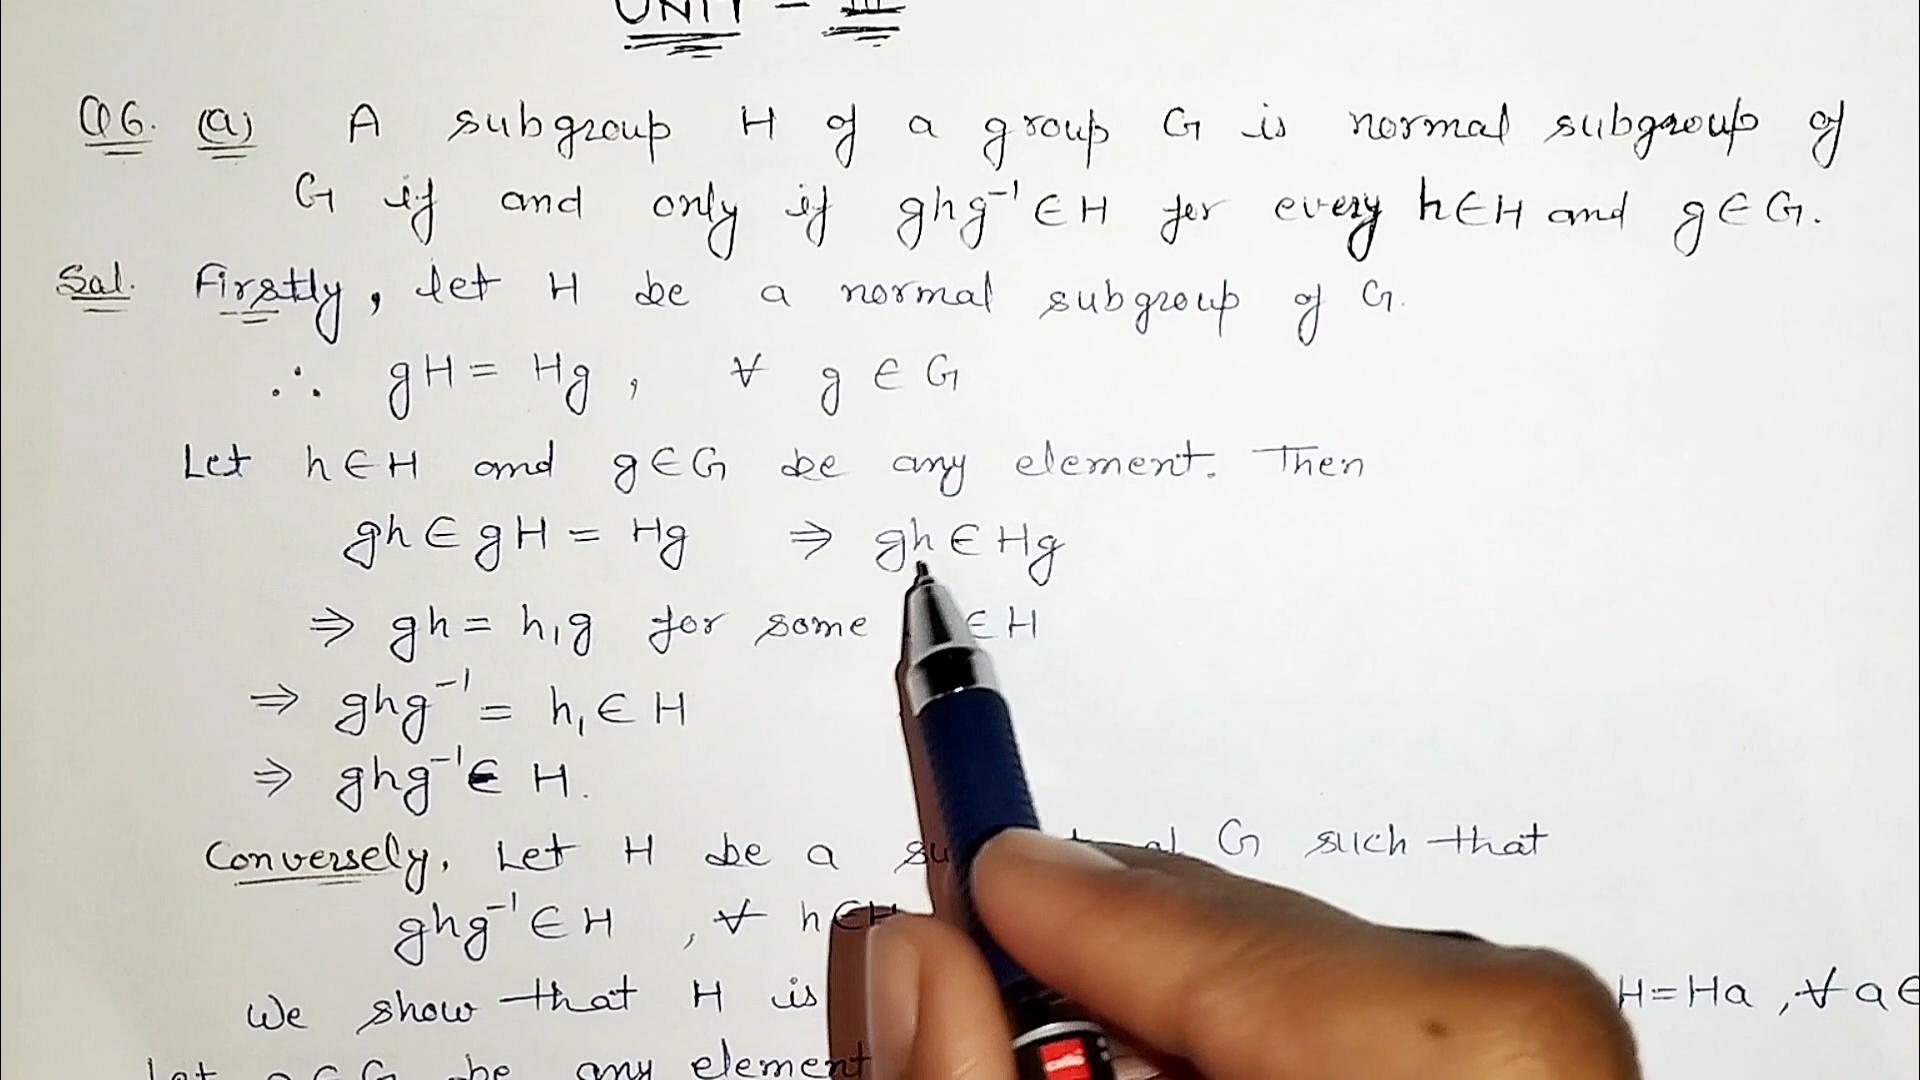 UNIT - III
Q6. (a) A subgroup H of a group G is normal subgroup of
G if and only if ghg⁻¹ ∈ H for every h ∈ H and g ∈ G.
Sol. Firstly, let H be a normal subgroup of G.
∴ gH = Hg, ∀ g ∈ G
Let h ∈ H and g ∈ G be any element. Then
gh ∈ gH = Hg ⇒ gh ∈ Hg
⇒ gh = h₁g for some ∈ H
⇒ ghg⁻¹ = h₁ ∈ H
⇒ ghg⁻¹ ∈ H.
Conversely, Let H be a G such that
ghg⁻¹ ∈ H, ∀ h ∈ H
We show that H is H = Ha, ∀ a ∈
Let a ∈ G be any element